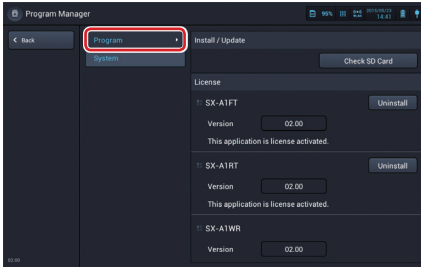 Program Manager
95%
2015/05/23
14:41
Back
Program
System
Install / Update
Check SD Card
License
SX-A1FT
Uninstall
Version 02.00
This application is license activated.
SX-A1RT
Uninstall
Version 02.00
This application is license activated.
SX-A1WR
Version 02.00
02.00